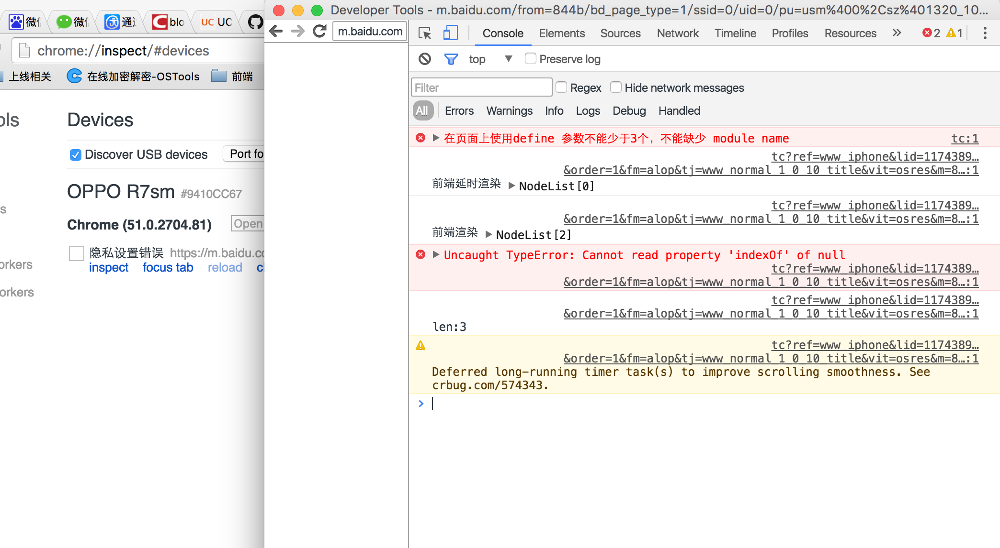 微信
微信
通过
blo
UC UC
chrome://inspect/#devices
上线相关
在线加密解密-OSTools
前端
ols
s
orkers
orkers
Devices
Discover USB devices
Port fo
OPPO R7sm #9410CC67
Chrome (51.0.2704.81)
Open
隐私设置错误 https://m.baidu.co
inspect focus tab reload cl
Developer Tools - m.baidu.com/from=844b/bd_page_type=1/ssid=0/uid=0/pu=usm%400%2Csz%401320_10...
m.baidu.com
Console Elements Sources Network Timeline Profiles Resources » 2 1
top ▼ Preserve log
Filter Regex Hide network messages
All Errors Warnings Info Logs Debug Handled
在页面上使用define 参数不能少于3个，不能缺少 module name tc:1
tc?ref=www_iphone&lid=1174389…
&order=1&fm=alop&tj=www_normal_1_0_10_title&vit=osres&m=8…:1
前端延时渲染 ▶ NodeList[0]
tc?ref=www_iphone&lid=1174389…
&order=1&fm=alop&tj=www_normal_1_0_10_title&vit=osres&m=8…:1
前端渲染 ▶ NodeList[2]
Uncaught TypeError: Cannot read property 'indexOf' of null
tc?ref=www_iphone&lid=1174389…
&order=1&fm=alop&tj=www_normal_1_0_10_title&vit=osres&m=8…:1
tc?ref=www_iphone&lid=1174389…
&order=1&fm=alop&tj=www_normal_1_0_10_title&vit=osres&m=8…:1
len:3
tc?ref=www_iphone&lid=1174389…
&order=1&fm=alop&tj=www_normal_1_0_10_title&vit=osres&m=8…:1
Deferred long-running timer task(s) to improve scrolling smoothness. See
crbug.com/574343.